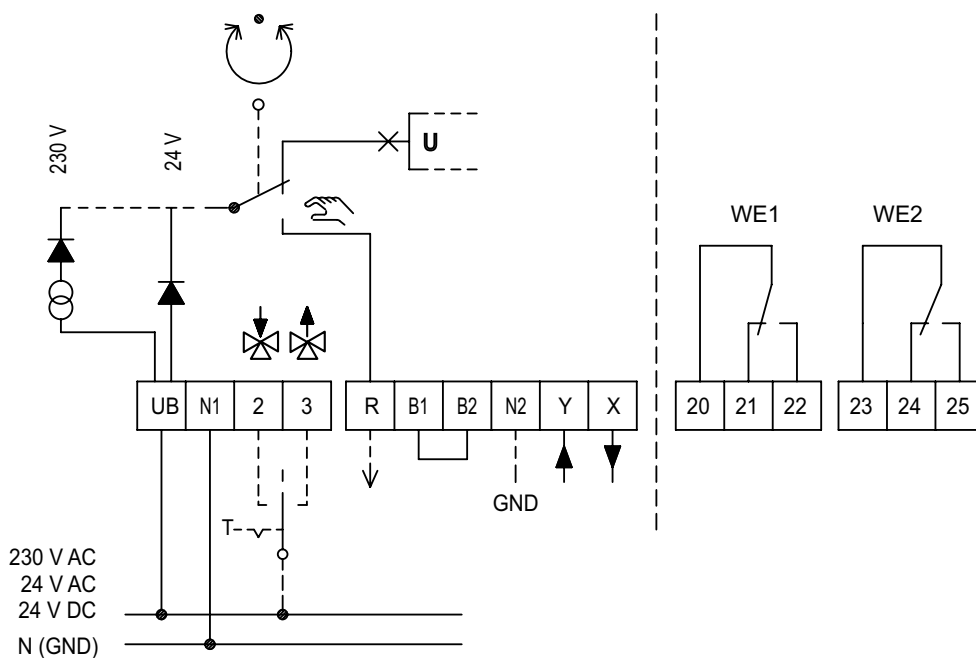 230 V
24 V
U
WE1
WE2
UB N1 2 3 R B1 B2 N2 Y X 20 21 22 23 24 25
GND
T
230 V AC
24 V AC
24 V DC
N (GND)